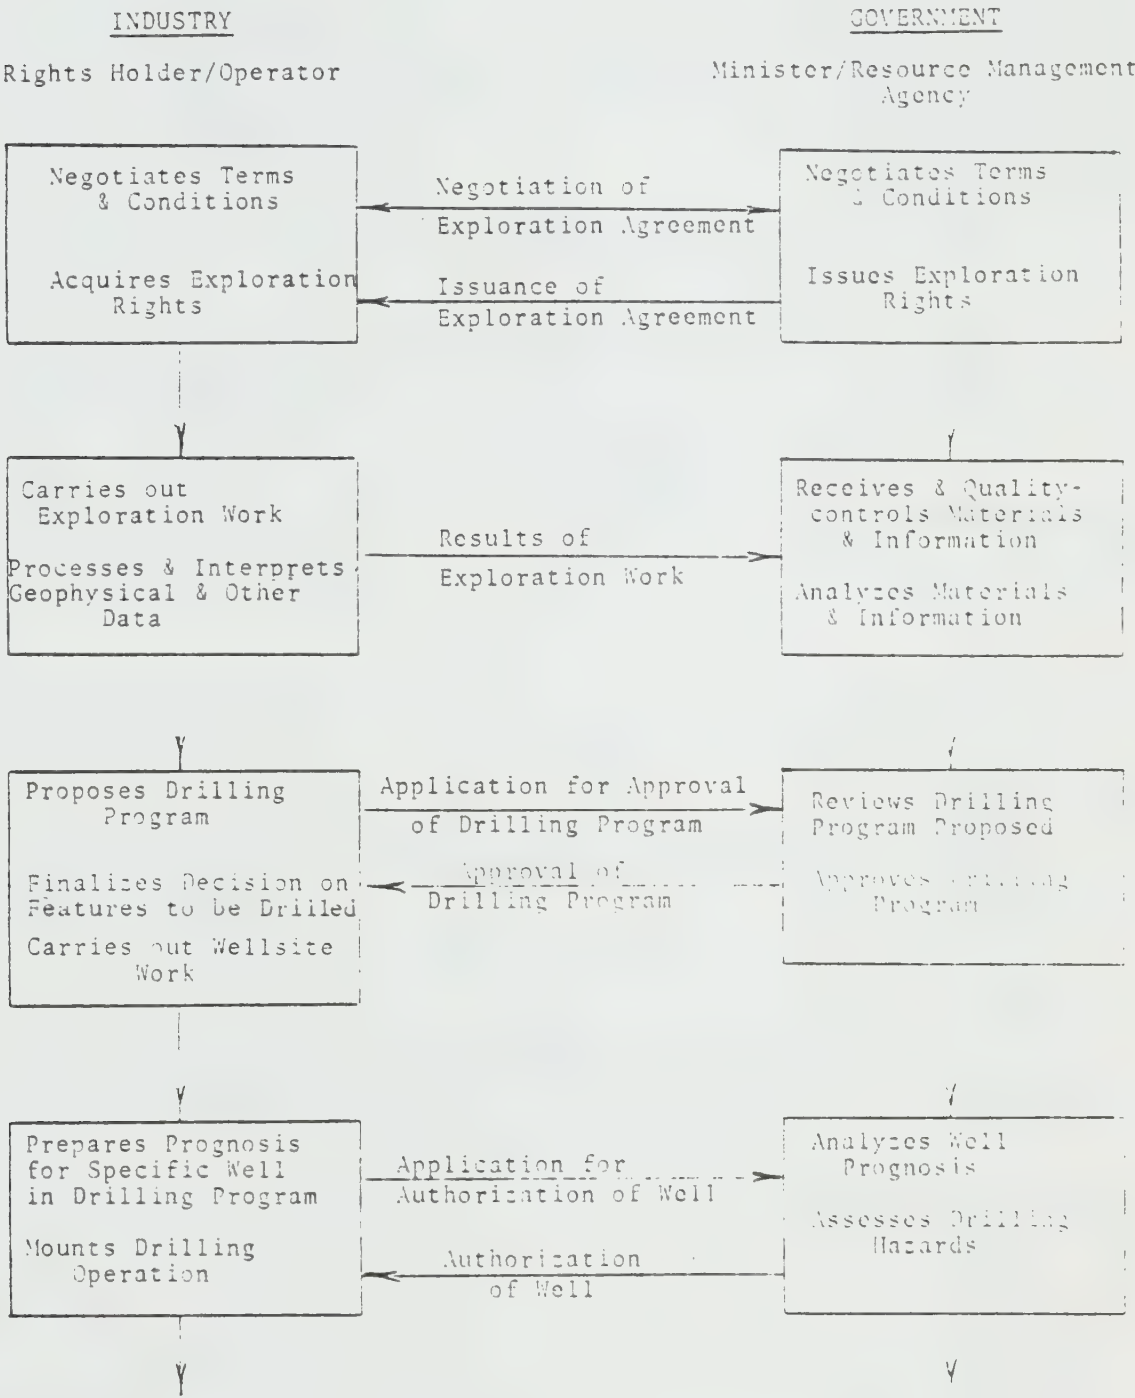 INDUSTRY
Rights Holder/Operator
GOVERNMENT
Minister/Resource Management
Agency
Negotiates Terms
& Conditions
Acquires Exploration
Rights
Negotiation of
Exploration Agreement
Issuance of
Exploration Agreement
Negotiates Terms
& Conditions
Issues Exploration
Rights
Carries out
Exploration Work
Processes & Interprets
Geophysical & Other
Data
Results of
Exploration Work
Receives & Quality-
controls Materials
& Information
Analyzes Materials
& Information
Proposes Drilling
Program
Finalizes Decision on
Features to be Drilled
Carries out Wellsite
Work
Application for Approval
of Drilling Program
Approval of
Drilling Program
Reviews Drilling
Program Proposed
Approves Drilling
Program
Prepares Prognosis
for Specific Well
in Drilling Program
Mounts Drilling
Operation
Application for
Authorization of Well
Authorization
of Well
Analyzes Well
Prognosis
Assesses Drilling
Hazards